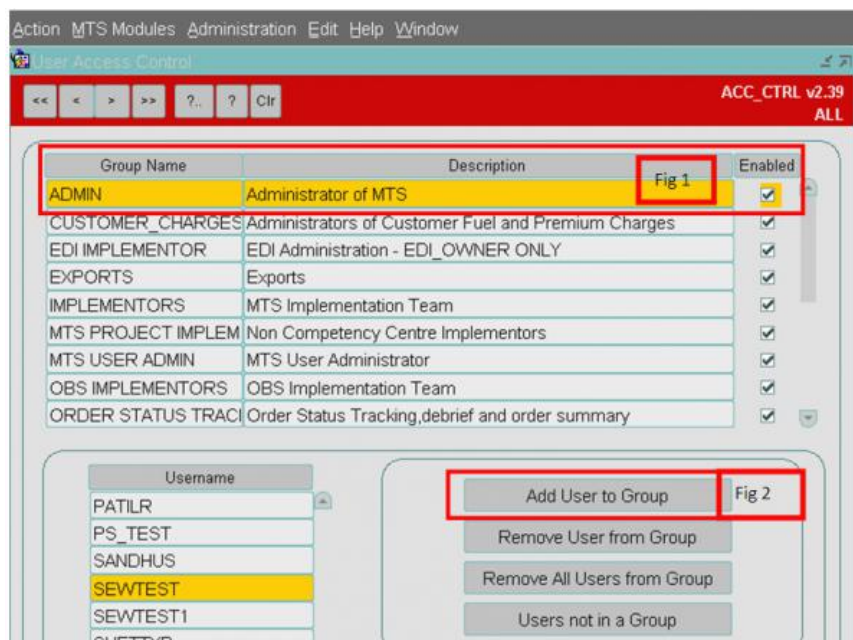 Action MTS Modules Administration Edit Help Window
User Access Control
<< < > >> ?.. ? Clr
ACC_CTRL v2.39
ALL
Group Name Description Enabled
Fig 1
ADMIN Administrator of MTS
CUSTOMER_CHARGES Administrators of Customer Fuel and Premium Charges
EDI IMPLEMENTOR EDI Administration - EDI_OWNER ONLY
EXPORTS Exports
IMPLEMENTORS MTS Implementation Team
MTS PROJECT IMPLEM Non Competency Centre Implementors
MTS USER ADMIN MTS User Administrator
OBS IMPLEMENTORS OBS Implementation Team
ORDER STATUS TRACI Order Status Tracking,debrief and order summary
Username
PATILR
PS_TEST
SANDHUS
SEWTEST
SEWTEST1
Add User to Group Fig 2
Remove User from Group
Remove All Users from Group
Users not in a Group